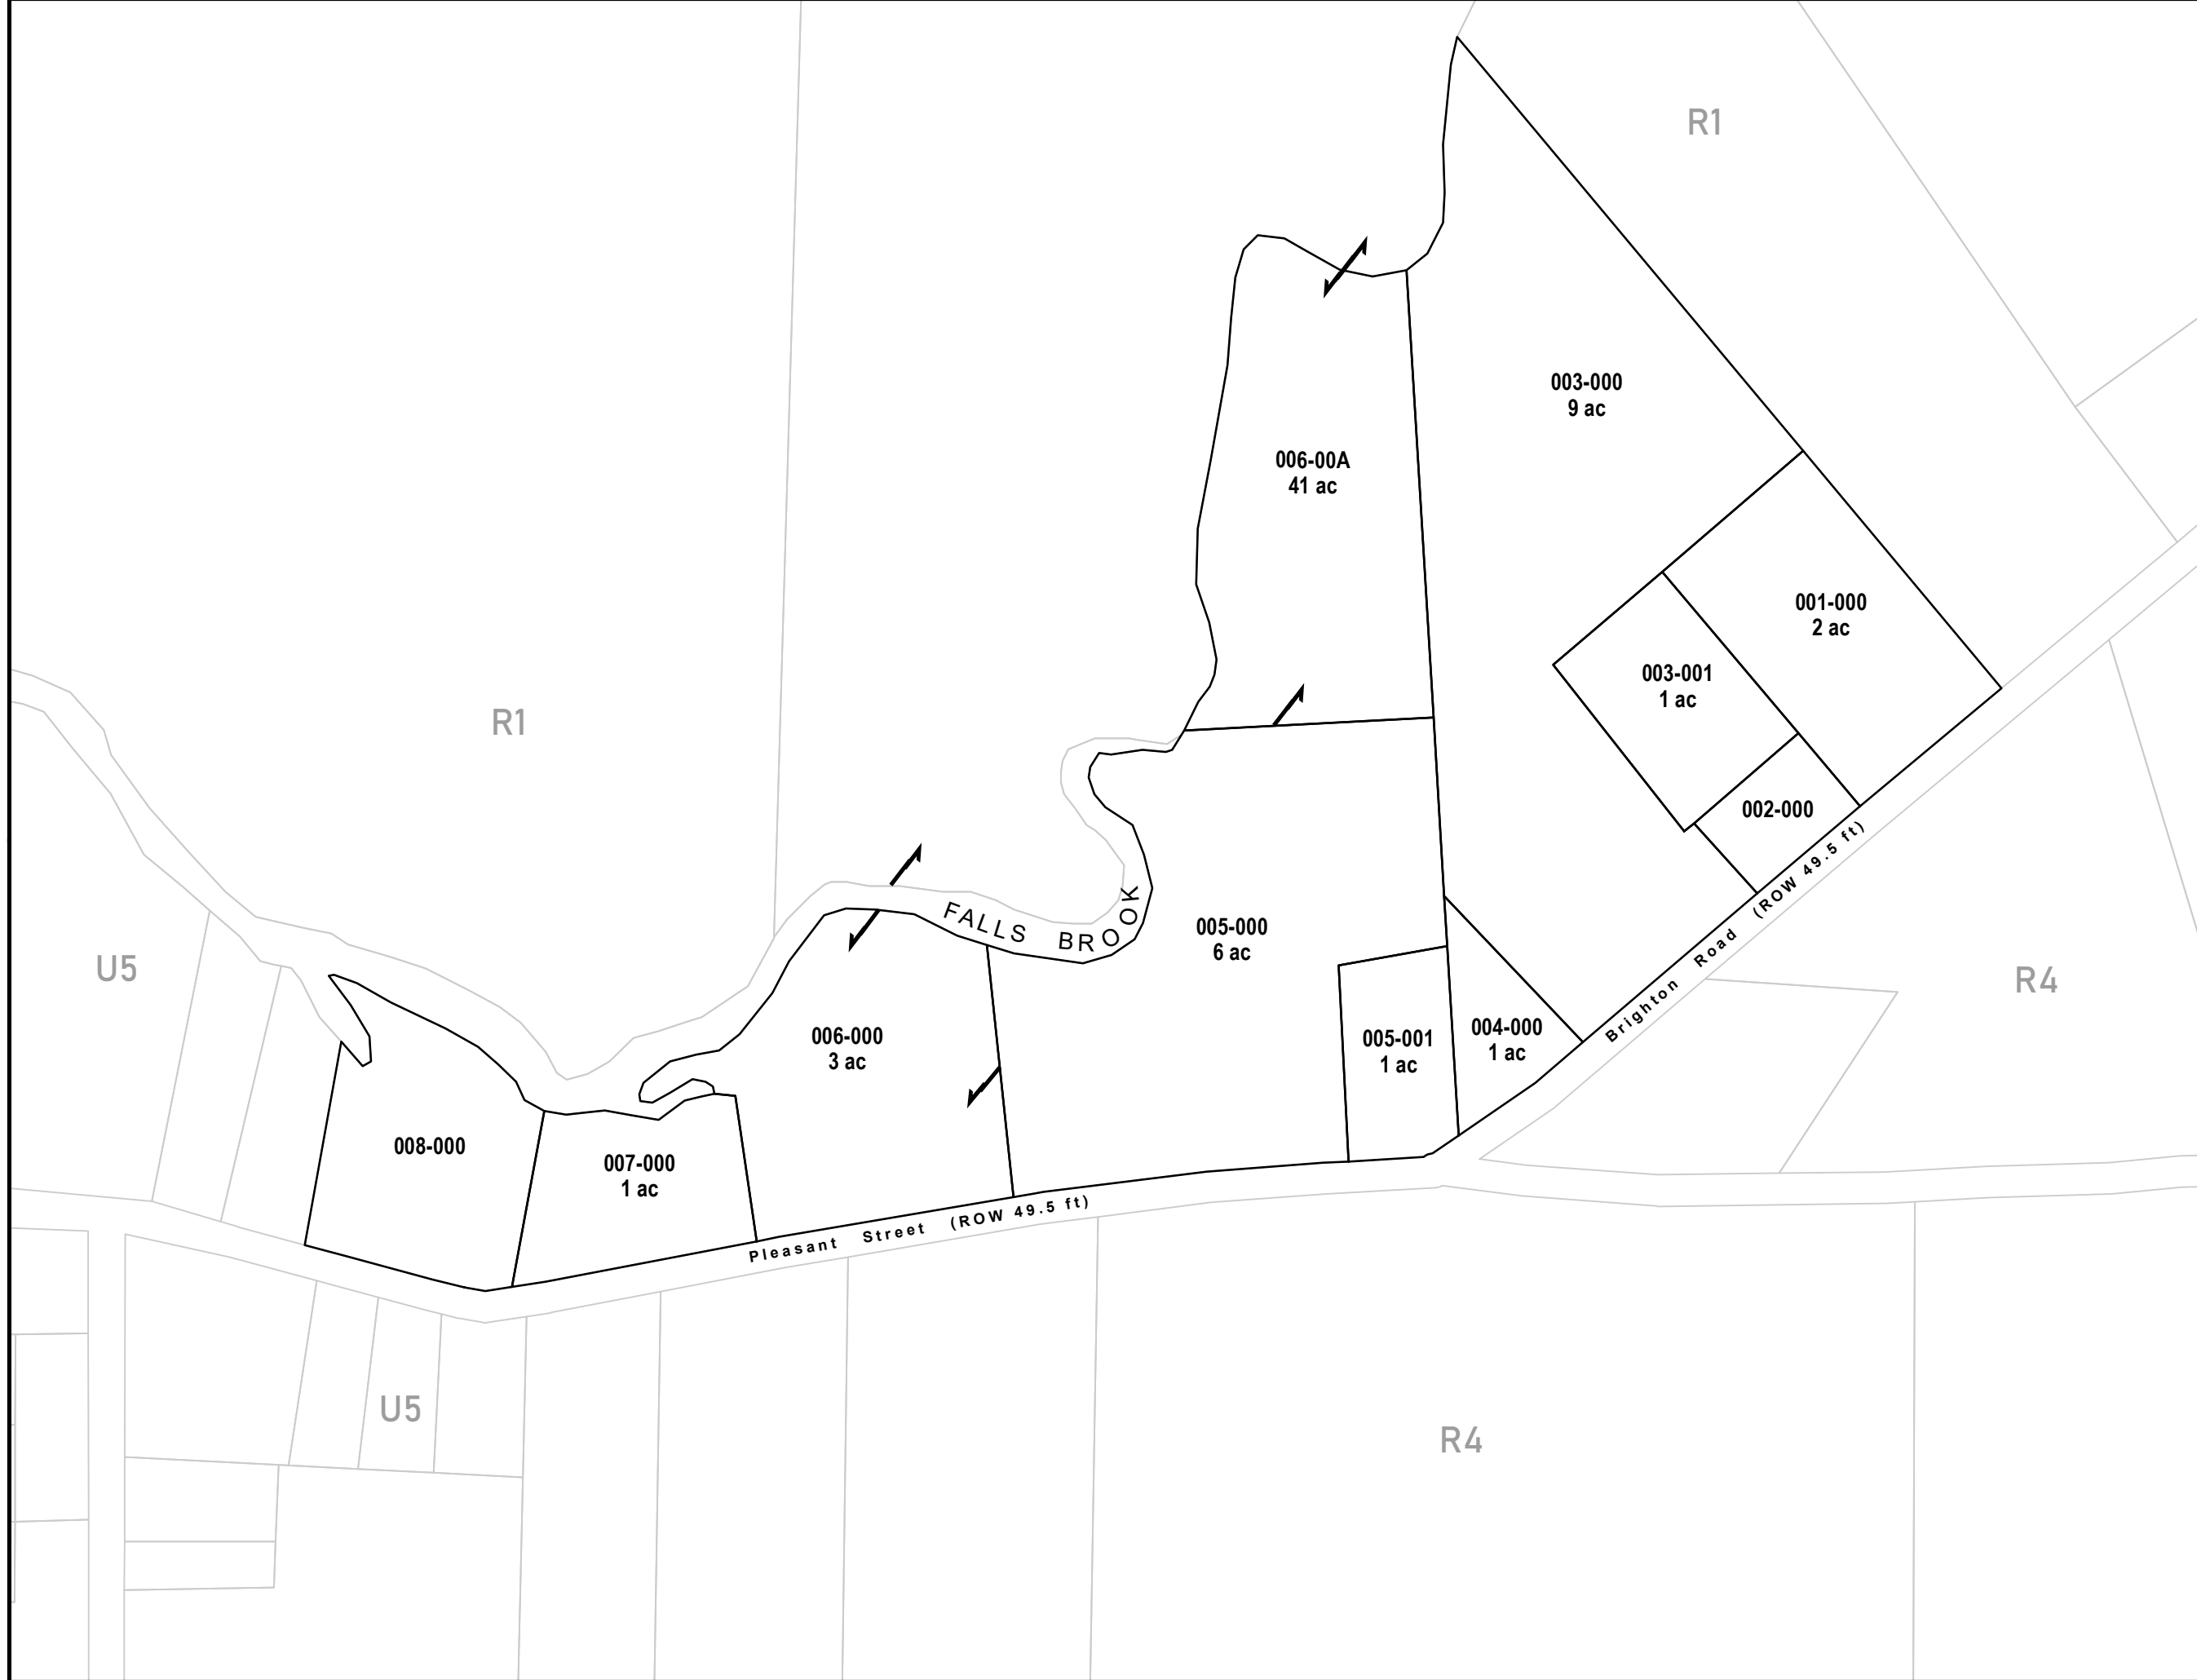 R1
003-000
9 ac
006-00A
41 ac
001-000
2 ac
003-001
1 ac
R1
002-000
(ROW 49.5 ft)
Brighton Road
FALLS BROOK
005-000
6 ac
U5
R4
006-000
3 ac
005-001
1 ac
004-000
1 ac
008-000
007-000
1 ac
Pleasant Street (ROW 49.5 ft)
U5
R4